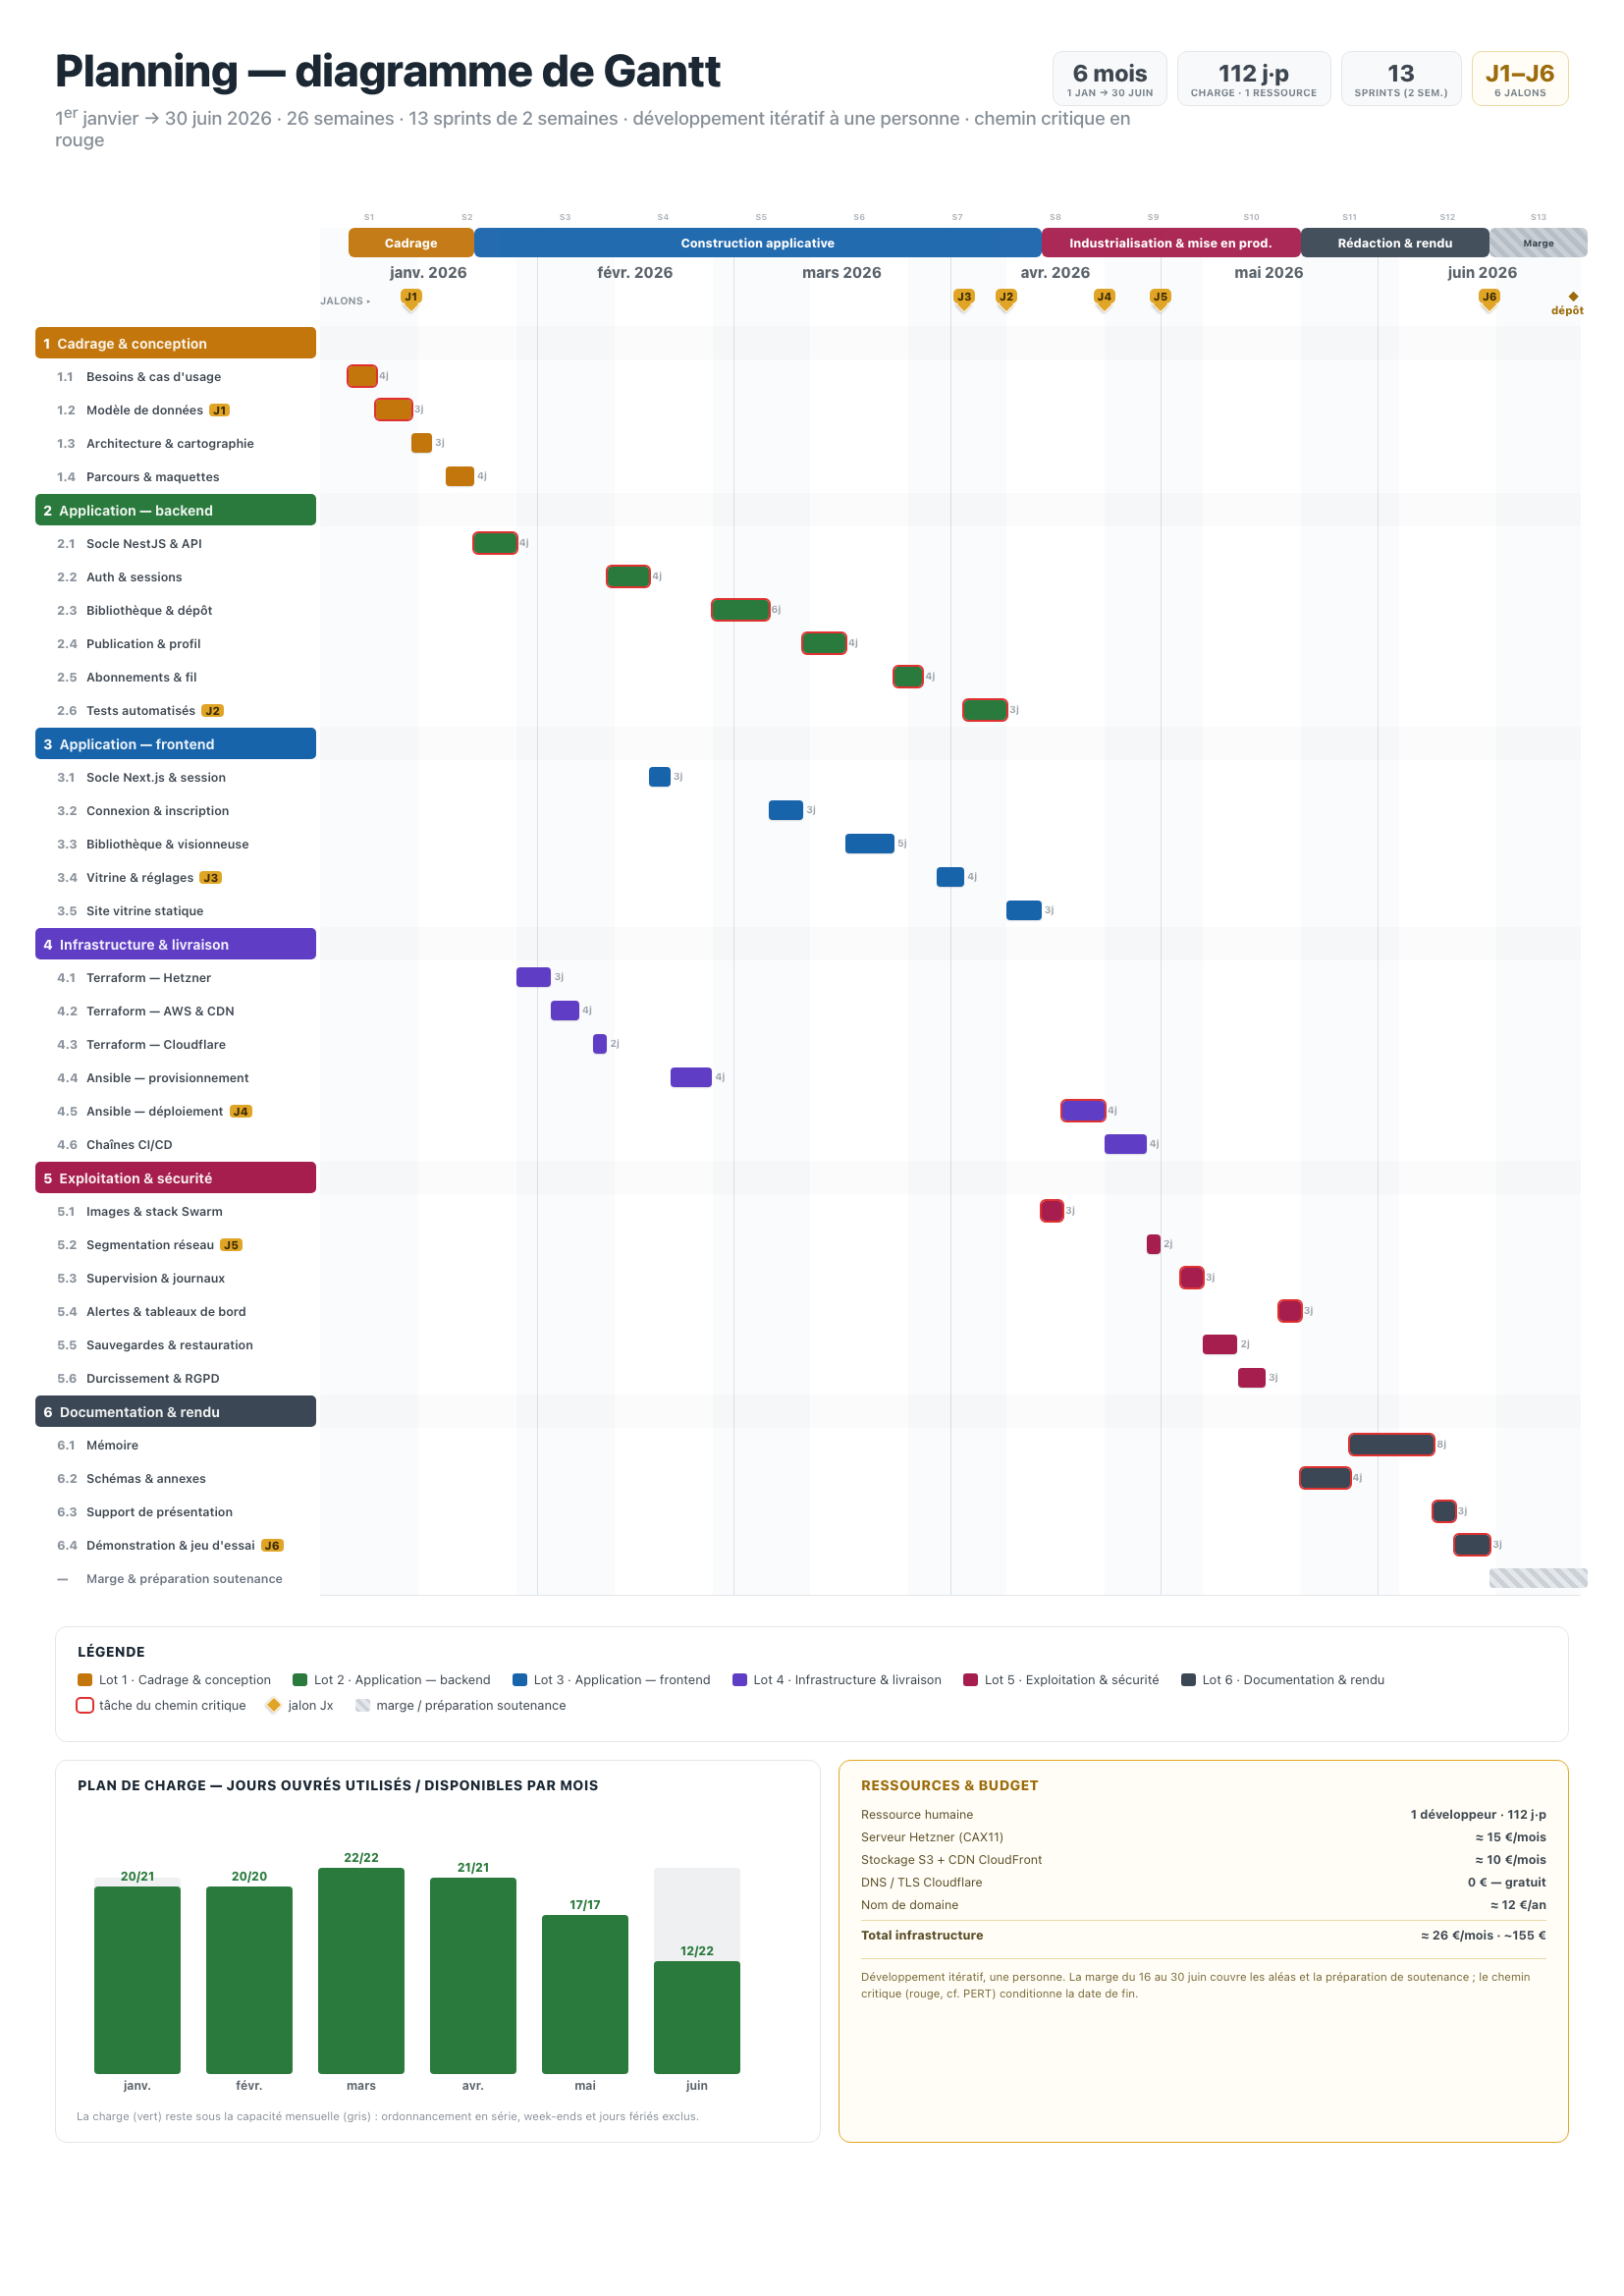 Planning — diagramme de Gantt
6 mois
1 JAN → 30 JUIN
112 j·p
CHARGE · 1 RESSOURCE
13
SPRINTS (2 SEM.)
J1–J6
6 JALONS
1er janvier → 30 juin 2026 · 26 semaines · 13 sprints de 2 semaines · développement itératif à une personne · chemin critique en
rouge
S1 S2 S3 S4 S5 S6 S7 S8 S9 S10 S11 S12 S13
Cadrage Construction applicative Industrialisation & mise en prod. Rédaction & rendu Marge
janv. 2026 févr. 2026 mars 2026 avr. 2026 mai 2026 juin 2026
JALONS ▸ J1 J3 J2 J4 J5 J6
dépôt
1 Cadrage & conception
1.1 Besoins & cas d'usage 4j
1.2 Modèle de données J1 3j
1.3 Architecture & cartographie 3j
1.4 Parcours & maquettes 4j
2 Application — backend
2.1 Socle NestJS & API 4j
2.2 Auth & sessions 4j
2.3 Bibliothèque & dépôt 6j
2.4 Publication & profil 4j
2.5 Abonnements & fil 4j
2.6 Tests automatisés J2 3j
3 Application — frontend
3.1 Socle Next.js & session 3j
3.2 Connexion & inscription 3j
3.3 Bibliothèque & visionneuse 5j
3.4 Vitrine & réglages J3 4j
3.5 Site vitrine statique 3j
4 Infrastructure & livraison
4.1 Terraform — Hetzner 3j
4.2 Terraform — AWS & CDN 4j
4.3 Terraform — Cloudflare 2j
4.4 Ansible — provisionnement 4j
4.5 Ansible — déploiement J4 4j
4.6 Chaînes CI/CD 4j
5 Exploitation & sécurité
5.1 Images & stack Swarm 3j
5.2 Segmentation réseau J5 2j
5.3 Supervision & journaux 3j
5.4 Alertes & tableaux de bord 3j
5.5 Sauvegardes & restauration 2j
5.6 Durcissement & RGPD 3j
6 Documentation & rendu
6.1 Mémoire 8j
6.2 Schémas & annexes 4j
6.3 Support de présentation 3j
6.4 Démonstration & jeu d'essai J6 3j
— Marge & préparation soutenance
LÉGENDE
Lot 1 · Cadrage & conception Lot 2 · Application — backend Lot 3 · Application — frontend Lot 4 · Infrastructure & livraison Lot 5 · Exploitation & sécurité Lot 6 · Documentation & rendu
tâche du chemin critique jalon Jx marge / préparation soutenance
PLAN DE CHARGE — JOURS OUVRÉS UTILISÉS / DISPONIBLES PAR MOIS
20/21 20/20 22/22 21/21 17/17 12/22
janv. févr. mars avr. mai juin
La charge (vert) reste sous la capacité mensuelle (gris) : ordonnancement en série, week-ends et jours fériés exclus.
RESSOURCES & BUDGET
Ressource humaine 1 développeur · 112 j·p
Serveur Hetzner (CAX11) ≈ 15 €/mois
Stockage S3 + CDN CloudFront ≈ 10 €/mois
DNS / TLS Cloudflare 0 € — gratuit
Nom de domaine ≈ 12 €/an
Total infrastructure ≈ 26 €/mois · ~155 €
Développement itératif, une personne. La marge du 16 au 30 juin couvre les aléas et la préparation de soutenance ; le chemin
critique (rouge, cf. PERT) conditionne la date de fin.